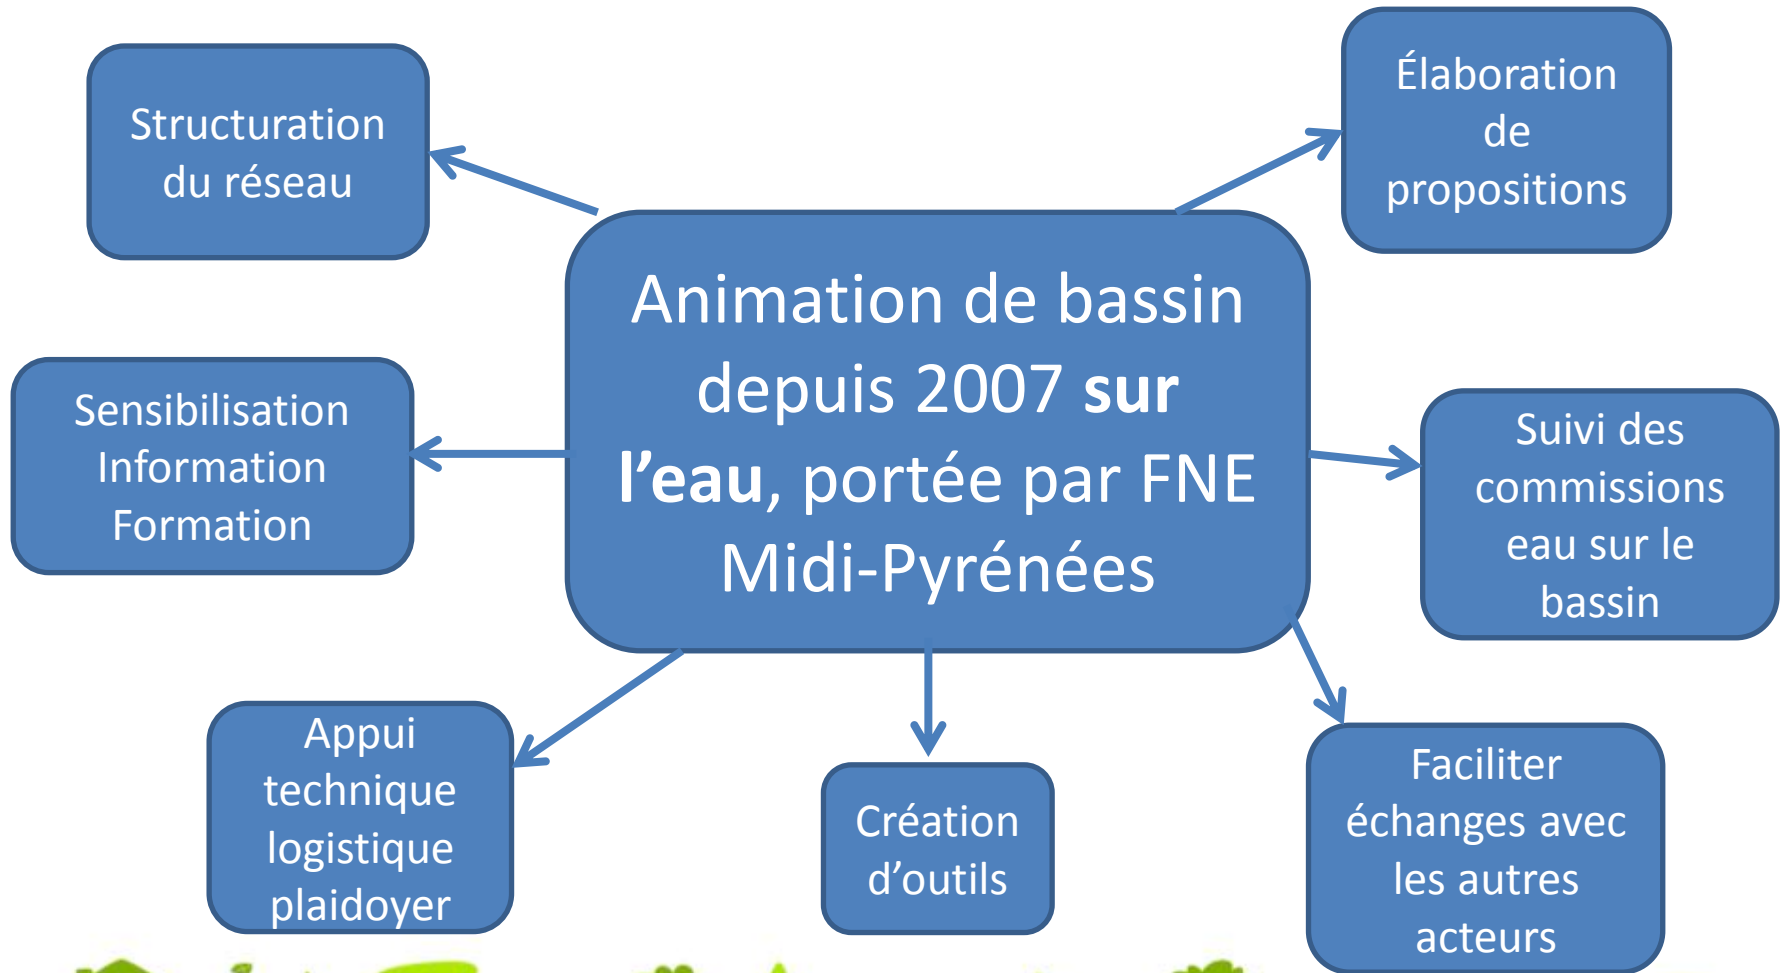 Structuration
du réseau
Élaboration
de
propositions
Animation de bassin
depuis 2007 sur
l’eau, portée par FNE
Midi-Pyrénées
Sensibilisation
Information
Formation
Suivi des
commissions
eau sur le
bassin
Appui
technique
logistique
plaidoyer
Création
d’outils
Faciliter
échanges avec
les autres
acteurs